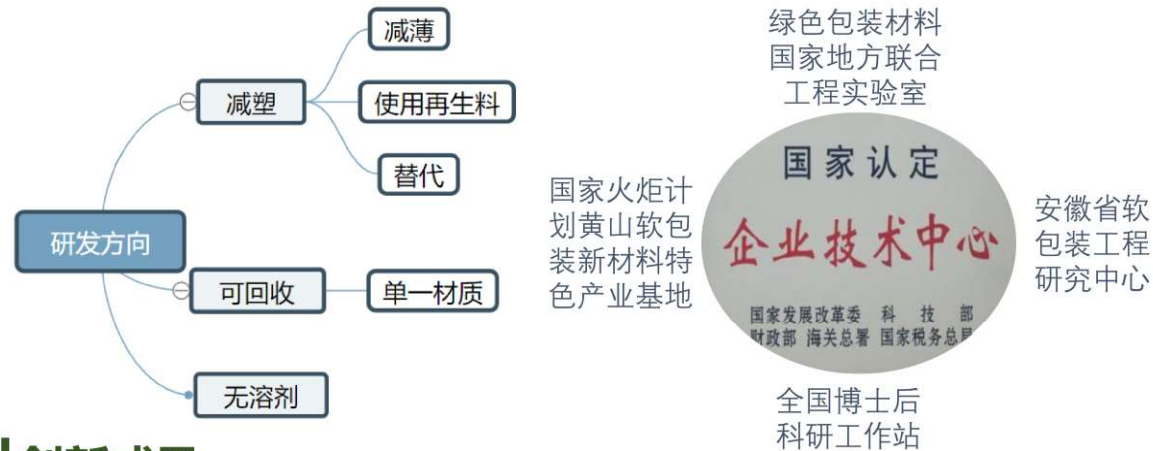 减薄
减塑
使用再生料
替代
研发方向
可回收
单一材质
无溶剂
绿色包装材料
国家地方联合
工程实验室
国家火炬计
划黄山软包
装新材料特
色产业基地
国家认定
企业技术中心
国家发展改革委 科技部
财政部 海关总署 国家税务总局
安徽省软
包装工程
研究中心
全国博士后
科研工作站